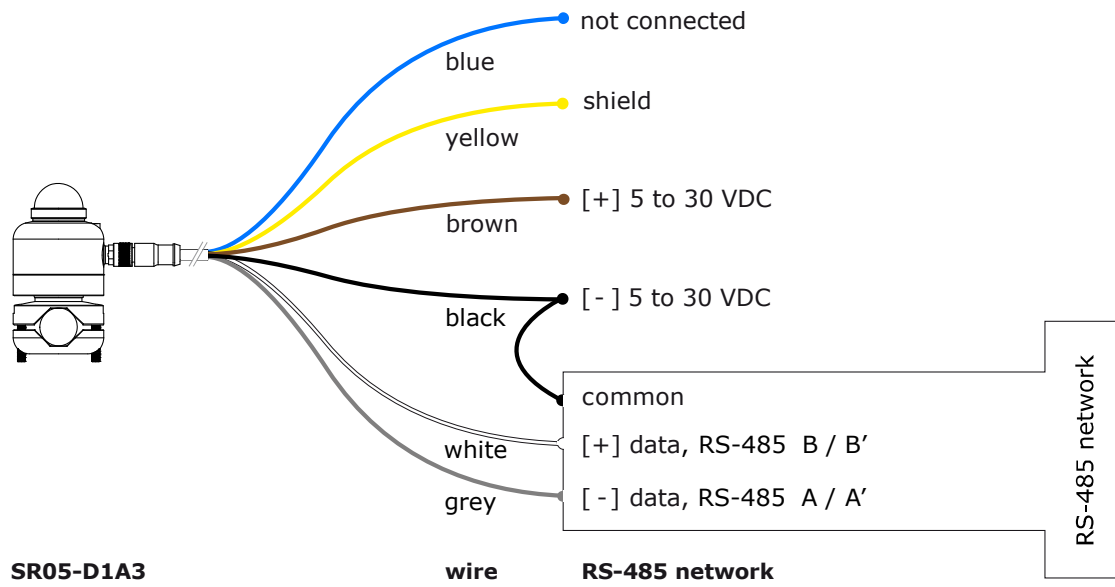 not connected
blue
shield
yellow
[+] 5 to 30 VDC
brown
[-] 5 to 30 VDC
black
common
white
[+] data, RS-485 B / B’
grey
[-] data, RS-485 A / A’
RS-485 network
SR05-D1A3 wire RS-485 network